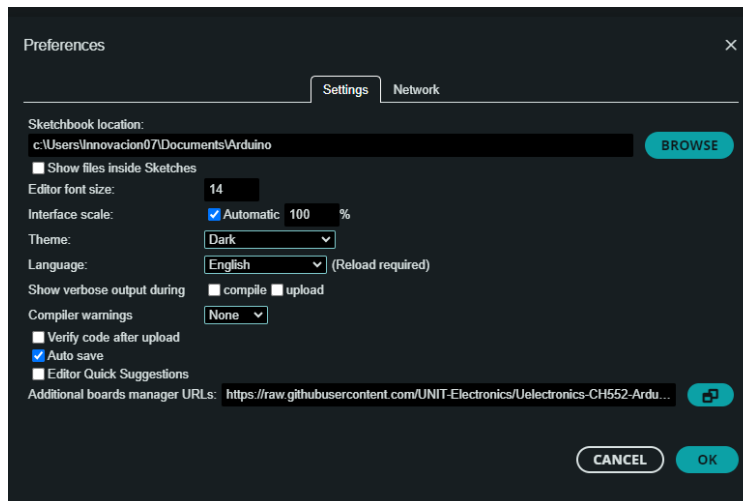 Preferences
Settings Network
Sketchbook location:
c:\Users\Innovacion07\Documents\Arduino BROWSE
Show files inside Sketches
Editor font size: 14
Interface scale: Automatic 100 %
Theme: Dark
Language: English (Reload required)
Show verbose output during compile upload
Compiler warnings None
Verify code after upload
Auto save
Editor Quick Suggestions
Additional boards manager URLs: https://raw.githubusercontent.com/UNIT-Electronics/Uelectronics-CH552-Ardu...
CANCEL OK